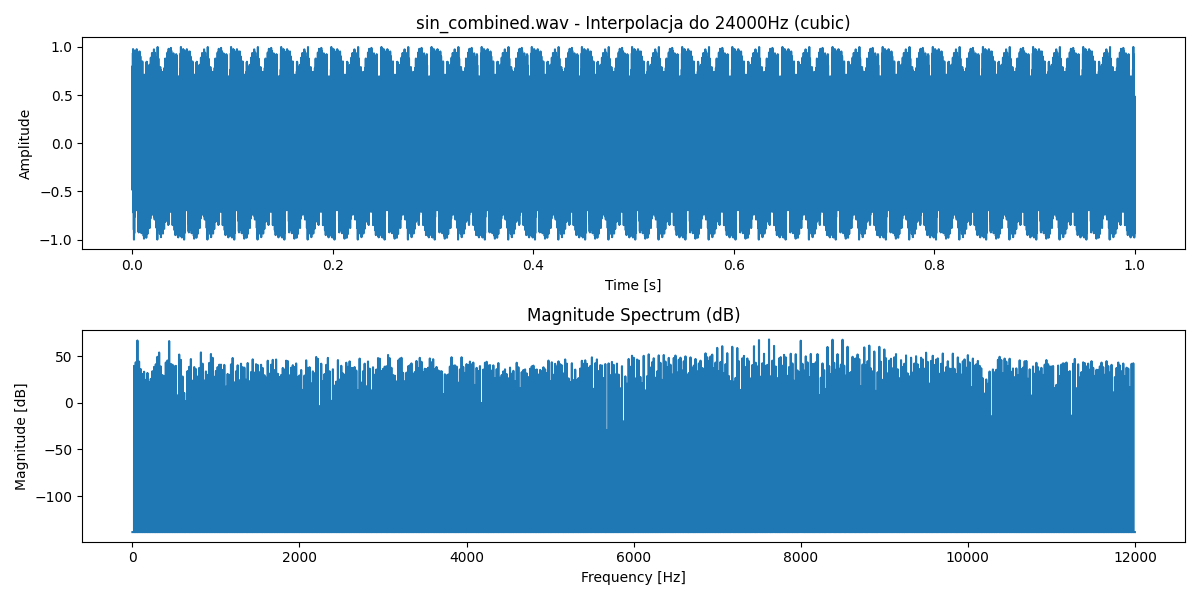 sin_combined.wav - Interpolacja do 24000Hz (cubic)
Amplitude
1.0
0.5
0.0
−0.5
−1.0
0.0 0.2 0.4 0.6 0.8 1.0
Time [s]
Magnitude Spectrum (dB)
Magnitude [dB]
50
0
−50
−100
0 2000 4000 6000 8000 10000 12000
Frequency [Hz]